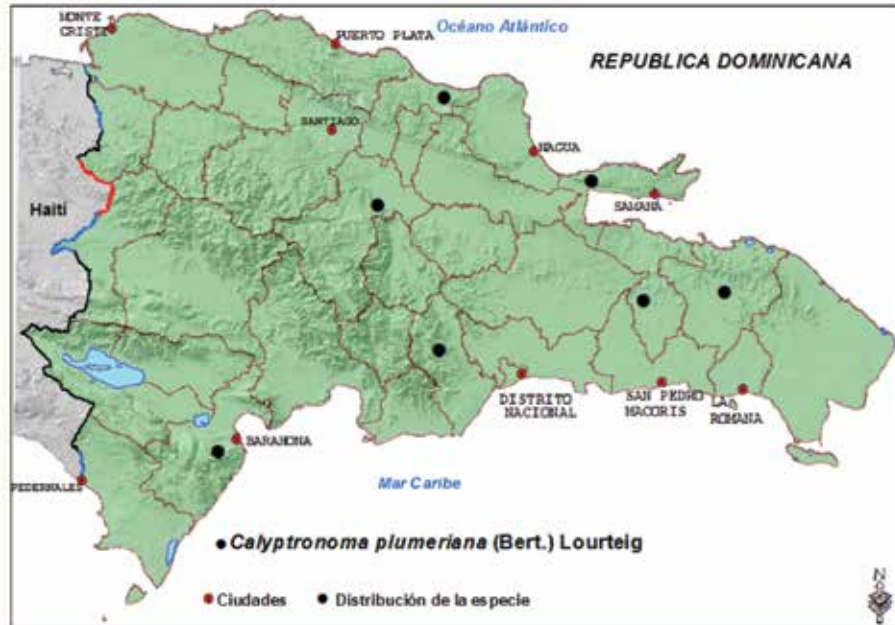 MONTE
CRISTI
PUERTO PLATA
Océano Atlántico
REPUBLICA DOMINICANA
SANTIAGO
NAGUA
SAMANÁ
Haití
DISTRITO
NACIONAL
SAN PEDRO
MACORIS
LA
ROMANA
BARAHONA
PEDERNALES
Mar Caribe
Calyptronoma plumeriana (Bert.) Lourteig
Ciudades
Distribución de la especie
N